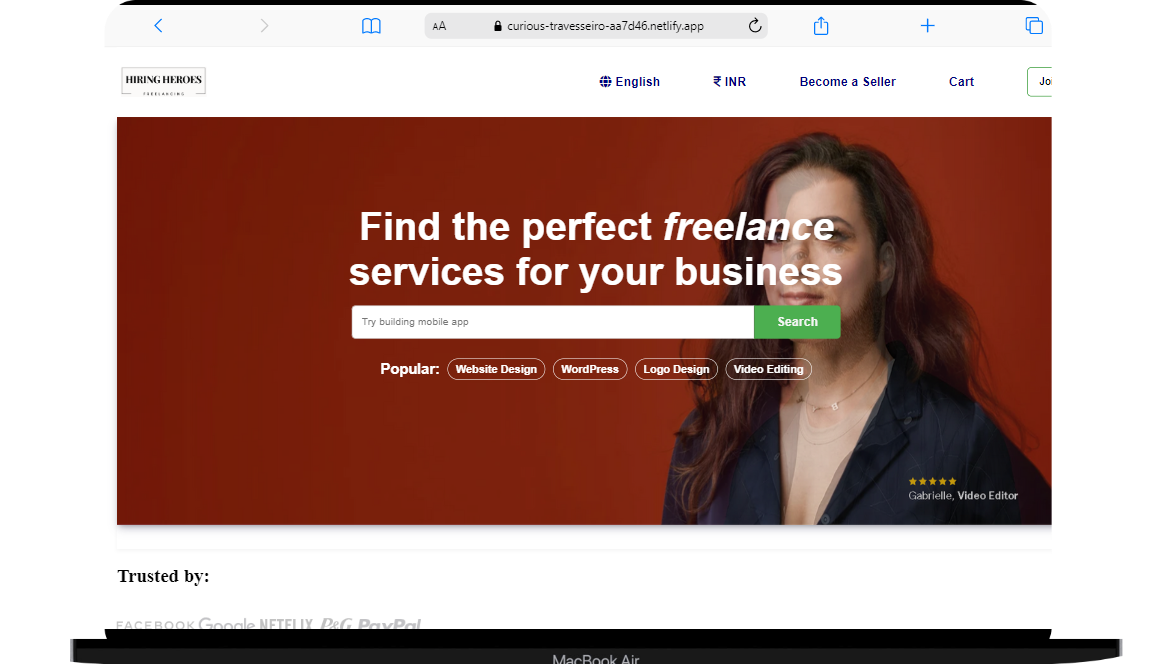 AA curious-travesseiro-aa7d46.netlify.app
HIRING HEROES
FREELANCING
English ₹ INR Become a Seller Cart Joi
Find the perfect freelance
services for your business
Try building mobile app Search
Popular: Website Design WordPress Logo Design Video Editing
Gabrielle, Video Editor
Trusted by:
FACEBOOK Google NETFLIX P&G PayPal
MacBook Air